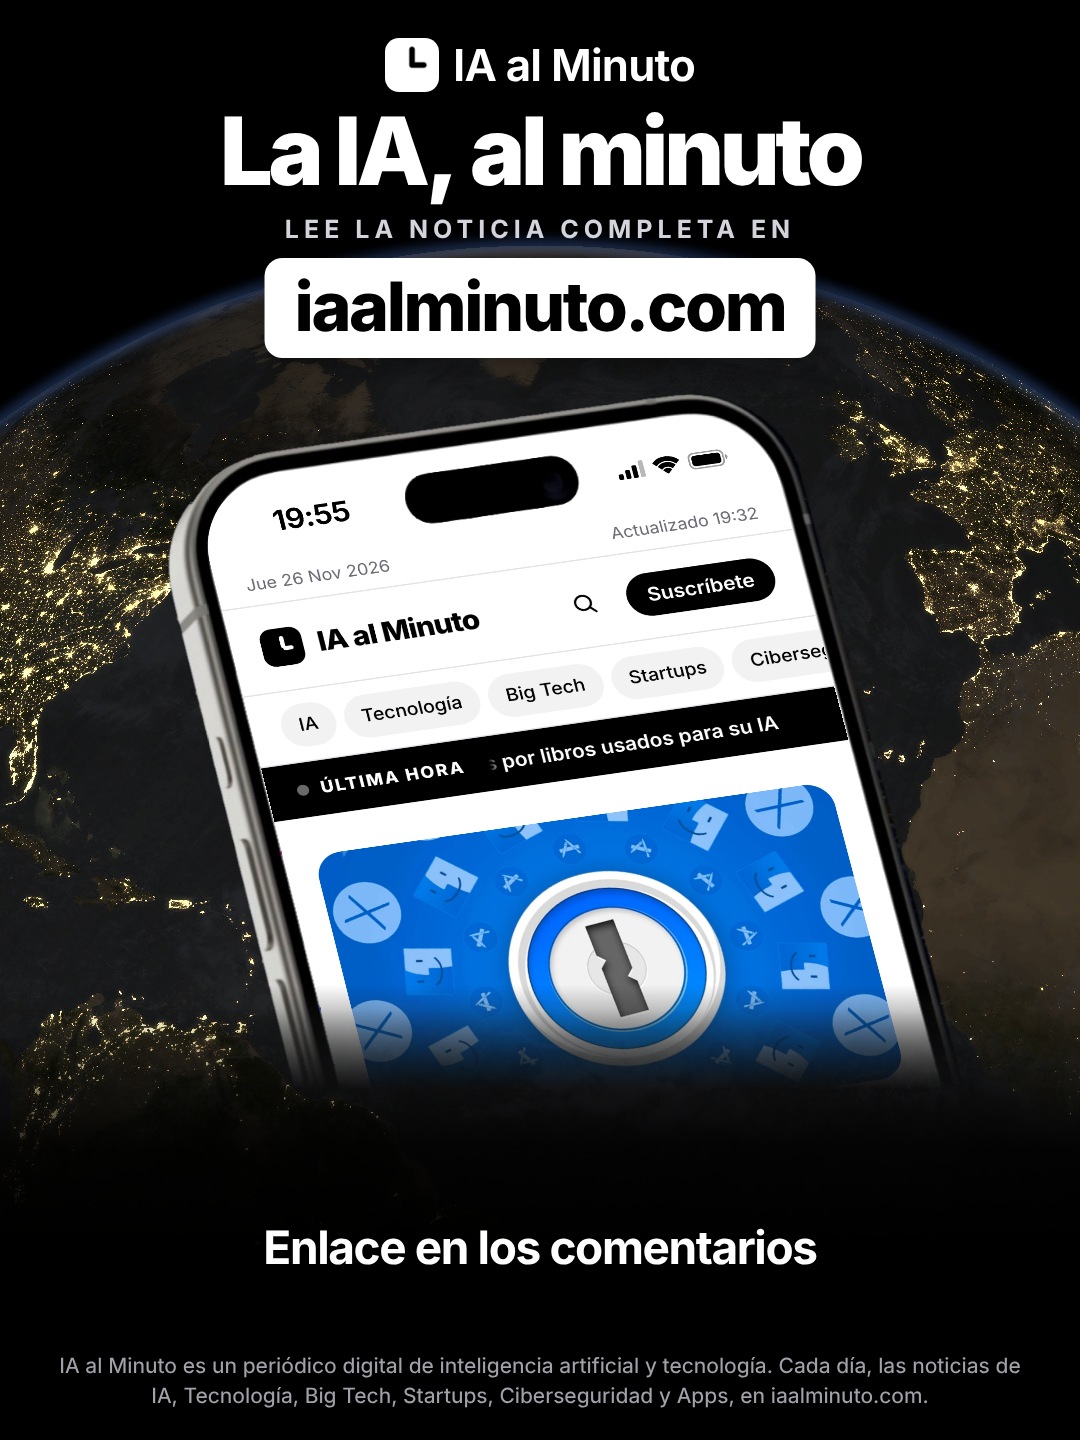 IA al Minuto
La IA, al minuto
LEE LA NOTICIA COMPLETA EN
iaalminuto.com
19:55
Jue 26 Nov 2026
Actualizado 19:32
IA al Minuto
Suscríbete
IA
Tecnología
Big Tech
Startups
Ciberseg
ÚLTIMA HORA
s por libros usados para su IA
Enlace en los comentarios
IA al Minuto es un periódico digital de inteligencia artificial y tecnología. Cada día, las noticias de
IA, Tecnología, Big Tech, Startups, Ciberseguridad y Apps, en iaalminuto.com.